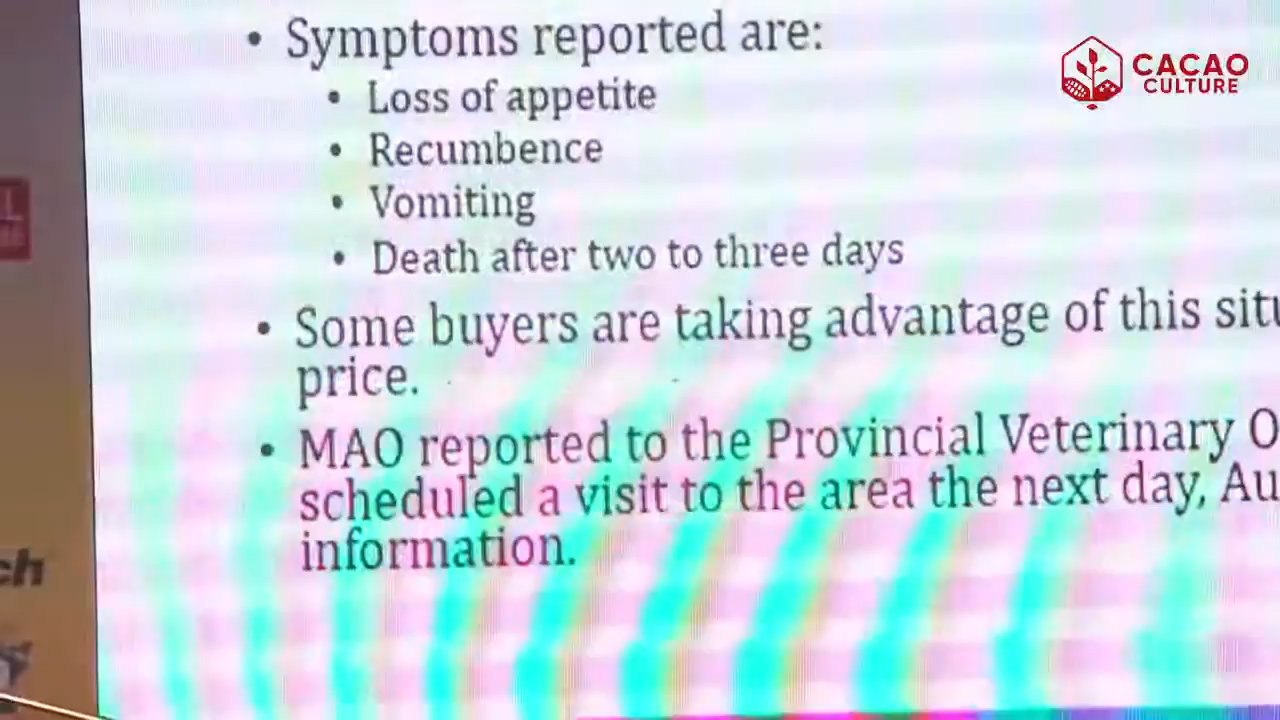 • Symptoms reported are:
• Loss of appetite
• Recumbence
• Vomiting
• Death after two to three days
• Some buyers are taking advantage of this
price.
• MAO reported to the Provincial Veterinary
scheduled a visit to the area the next day,
information.
CACAO
CULTURE